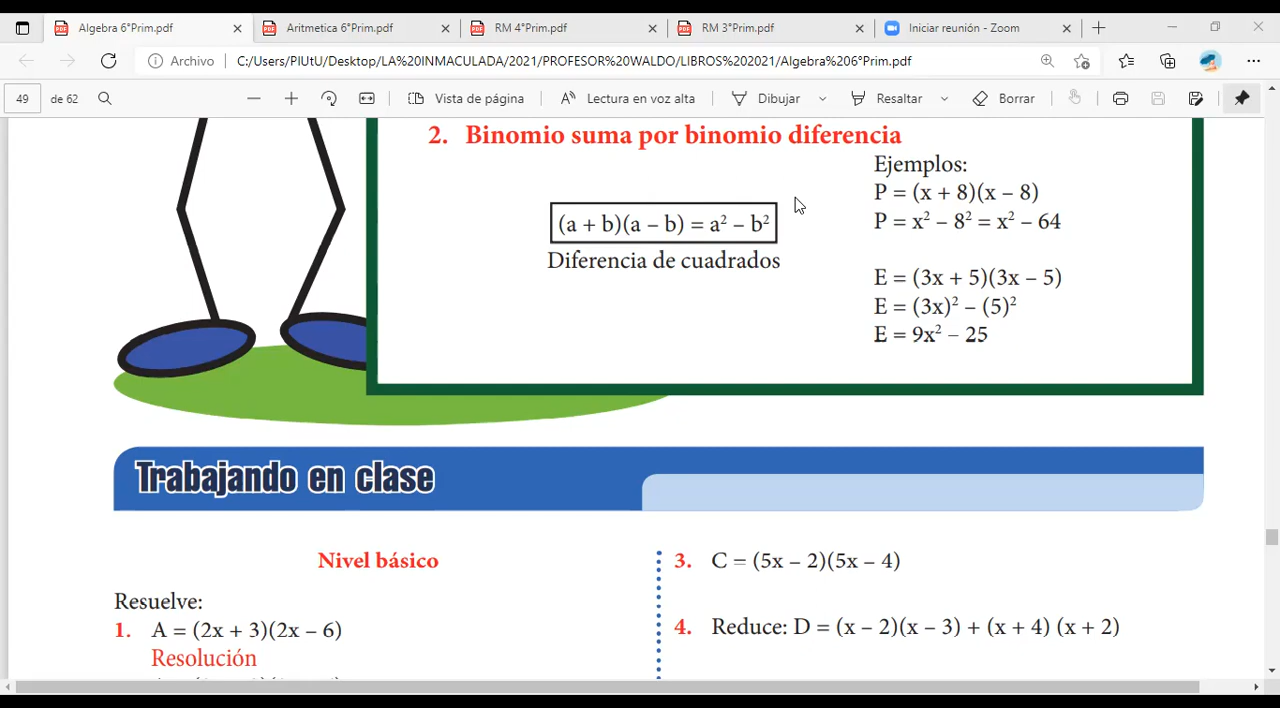 Algebra 6°Prim.pdf
Aritmetica 6°Prim.pdf
RM 4°Prim.pdf
RM 3°Prim.pdf
Iniciar reunión - Zoom
Archivo
C:/Users/PIUtU/Desktop/LA%20INMACULADA/2021/PROFESOR%20WALDO/LIBROS%202021/Algebra%206°Prim.pdf
49 de 62
Vista de página
Lectura en voz alta
Dibujar
Resaltar
Borrar
2. Binomio suma por binomio diferencia
(a + b)(a – b) = a² – b²
Diferencia de cuadrados
Ejemplos:
P = (x + 8)(x – 8)
P = x² – 8² = x² – 64
E = (3x + 5)(3x – 5)
E = (3x)² – (5)²
E = 9x² – 25
Trabajando en clase
Nivel básico
Resuelve:
1. A = (2x + 3)(2x – 6)
Resolución
3. C = (5x – 2)(5x – 4)
4. Reduce: D = (x – 2)(x – 3) + (x + 4) (x + 2)